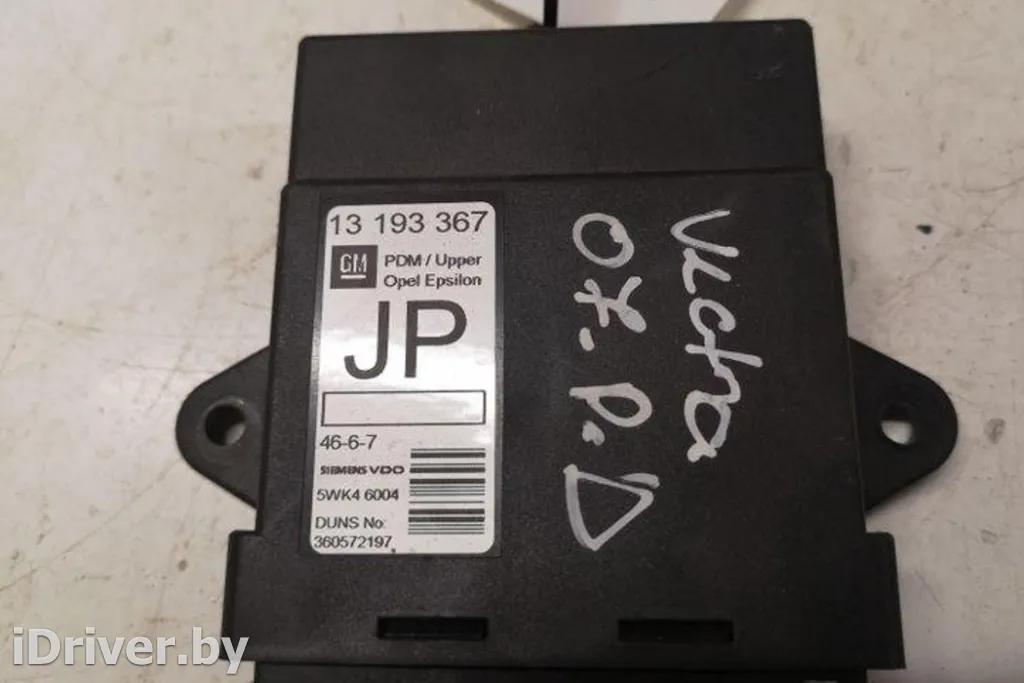 13 193 367
GM
PDM / Upper
Opel Epsilon
JP
46-6-7
SIEMENS VDO
5WK4 6004
DUNS No:
360572197
Vectra
07. P.D
iDriver.by